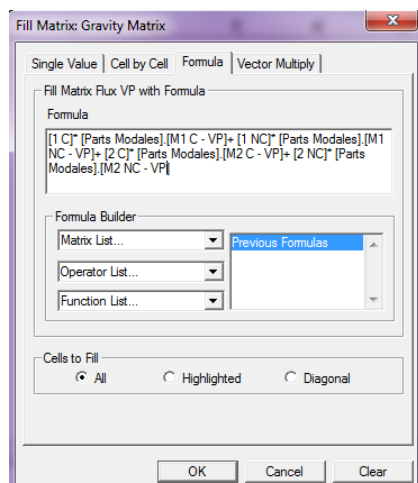 Fill Matrix: Gravity Matrix
Single Value Cell by Cell Formula Vector Multiply
Fill Matrix Flux VP with Formula
Formula
[1 C]* [Parts Modales].[M1 C - VP]+ [1 NC]* [Parts Modales].[M1
NC - VP]+ [2 C]* [Parts Modales].[M2 C - VP]+ [2 NC]* [Parts
Modales].[M2 NC - VP]
Formula Builder
Matrix List...
Previous Formulas
Operator List...
Function List...
Cells to Fill
All Highlighted Diagonal
OK Cancel Clear